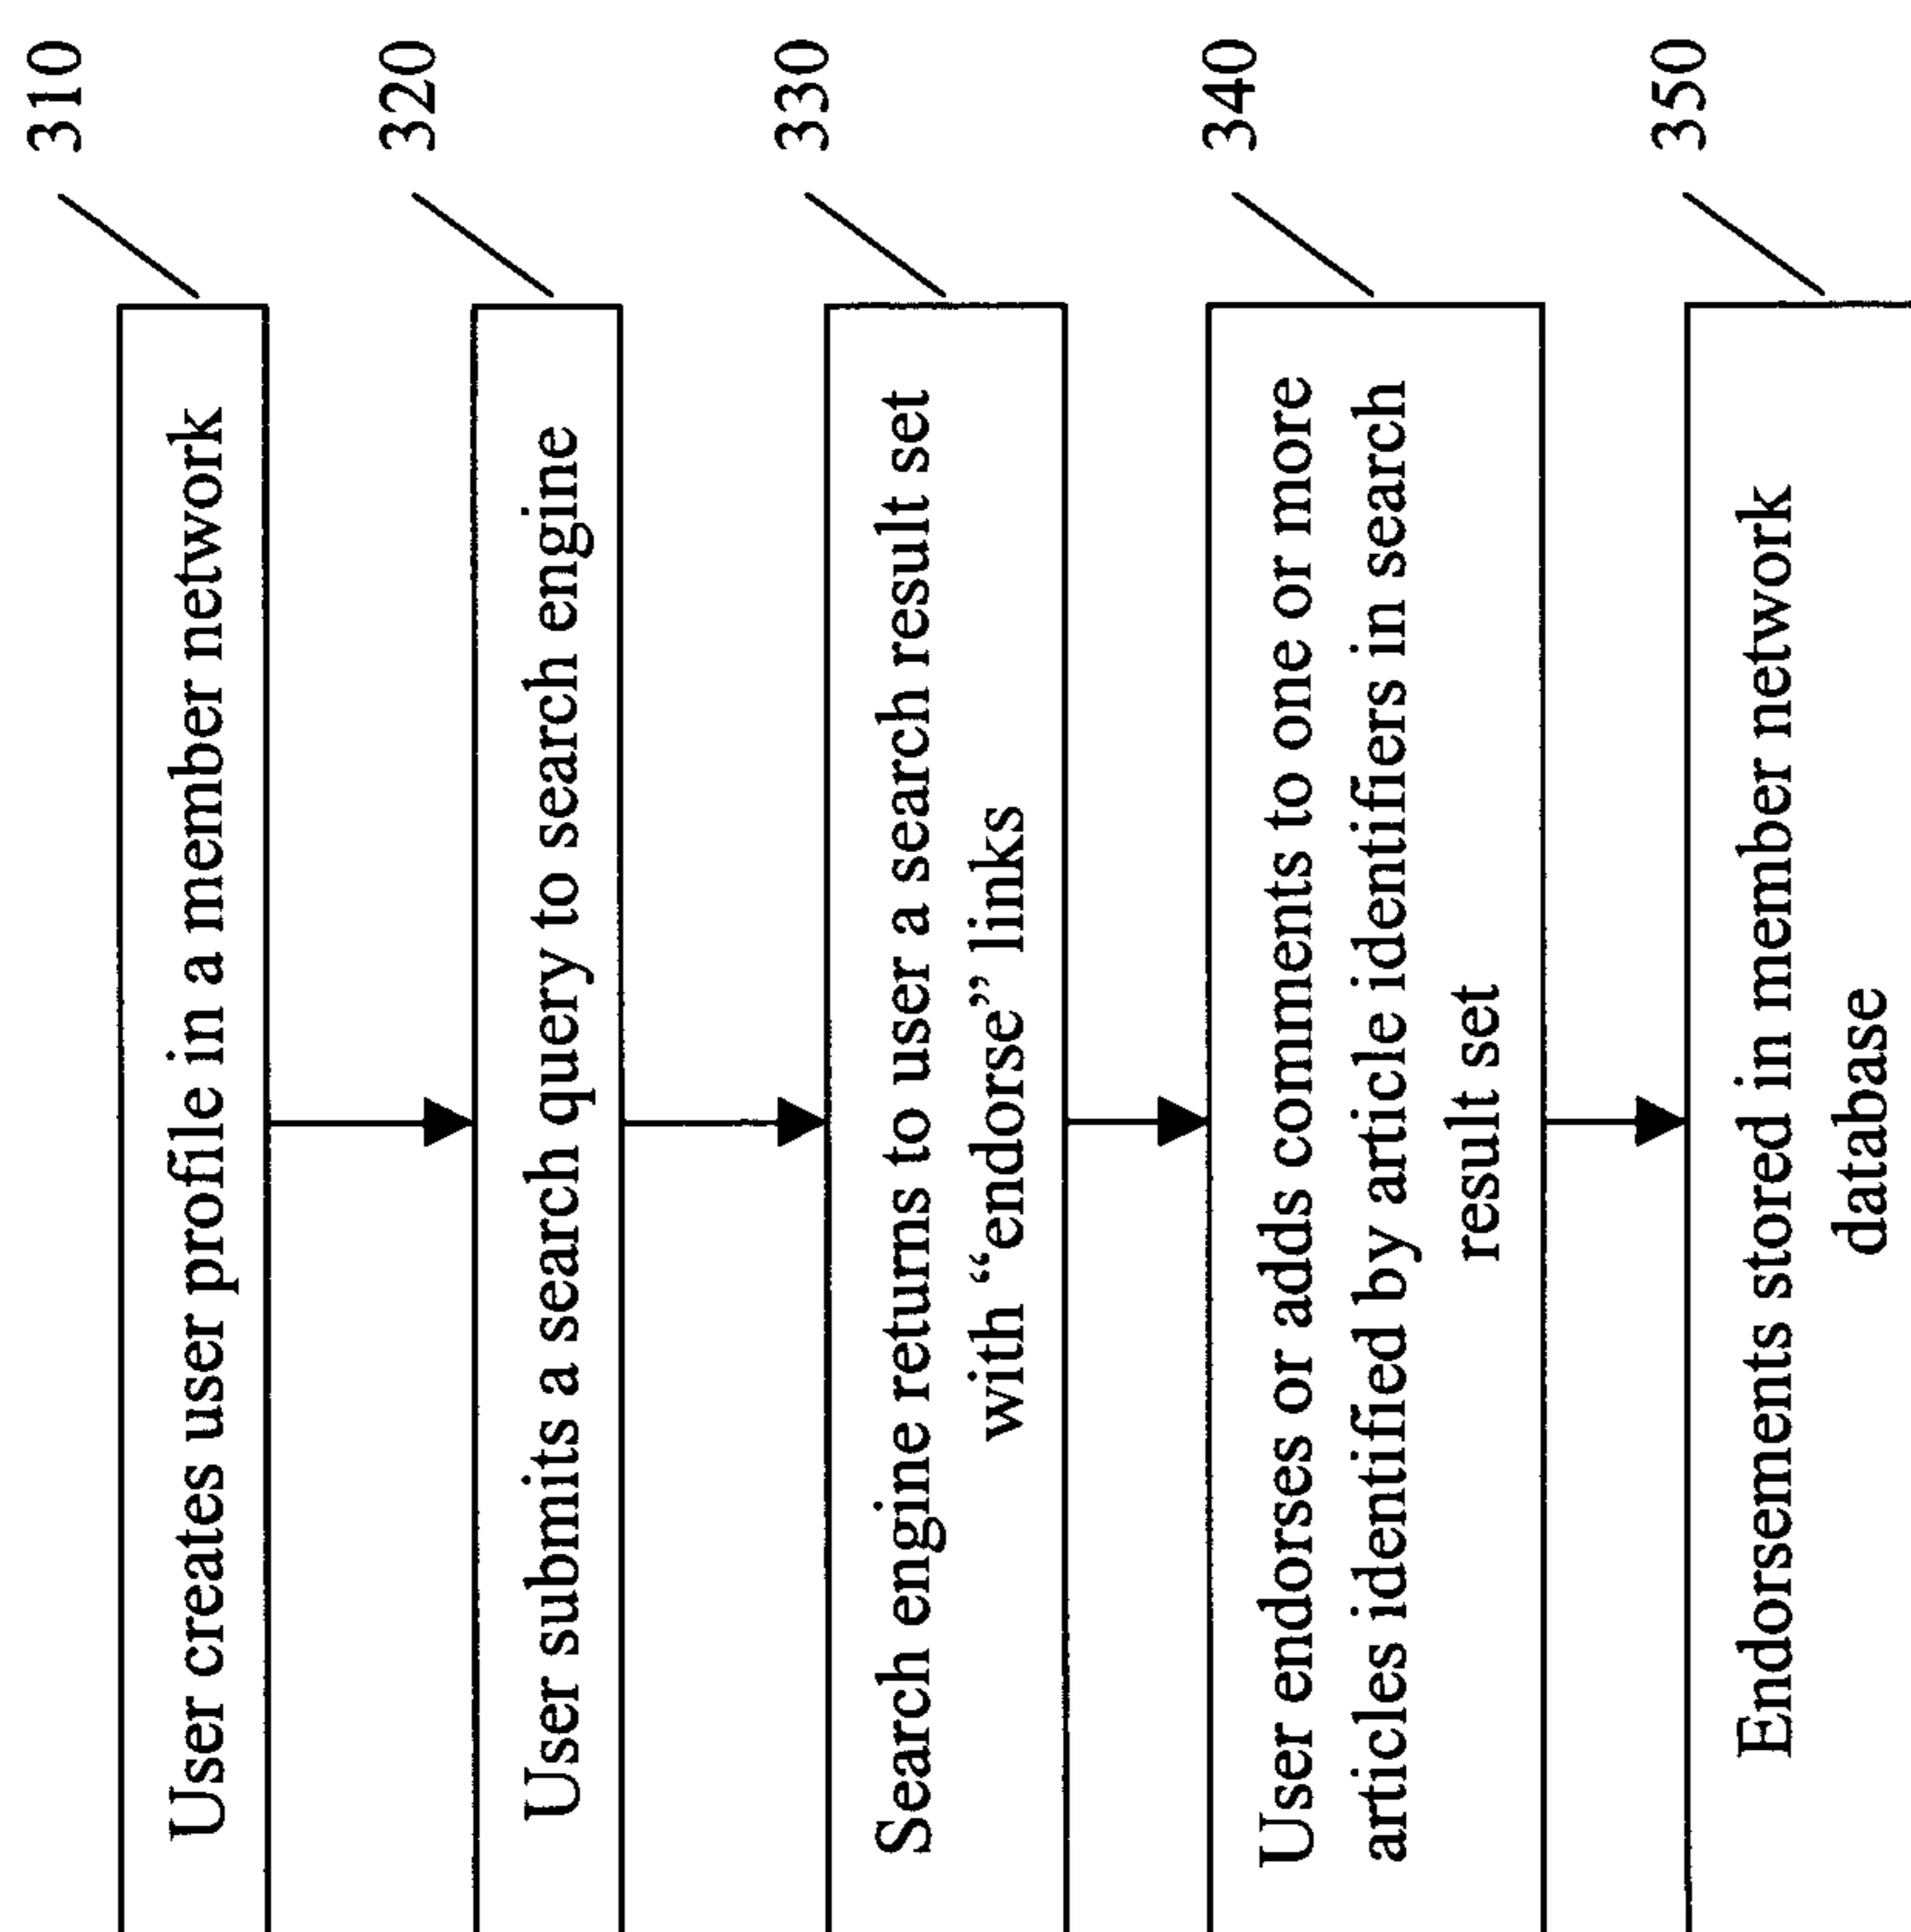 User creates user profile in a member network
310
User submits a search query to search engine
320
Search engine returns to user a search result set
with “endorse” links
330
User endorses or adds comments to one or more
articles identified by article identifiers in search
result set
340
Endorsements stored in member network
database
350